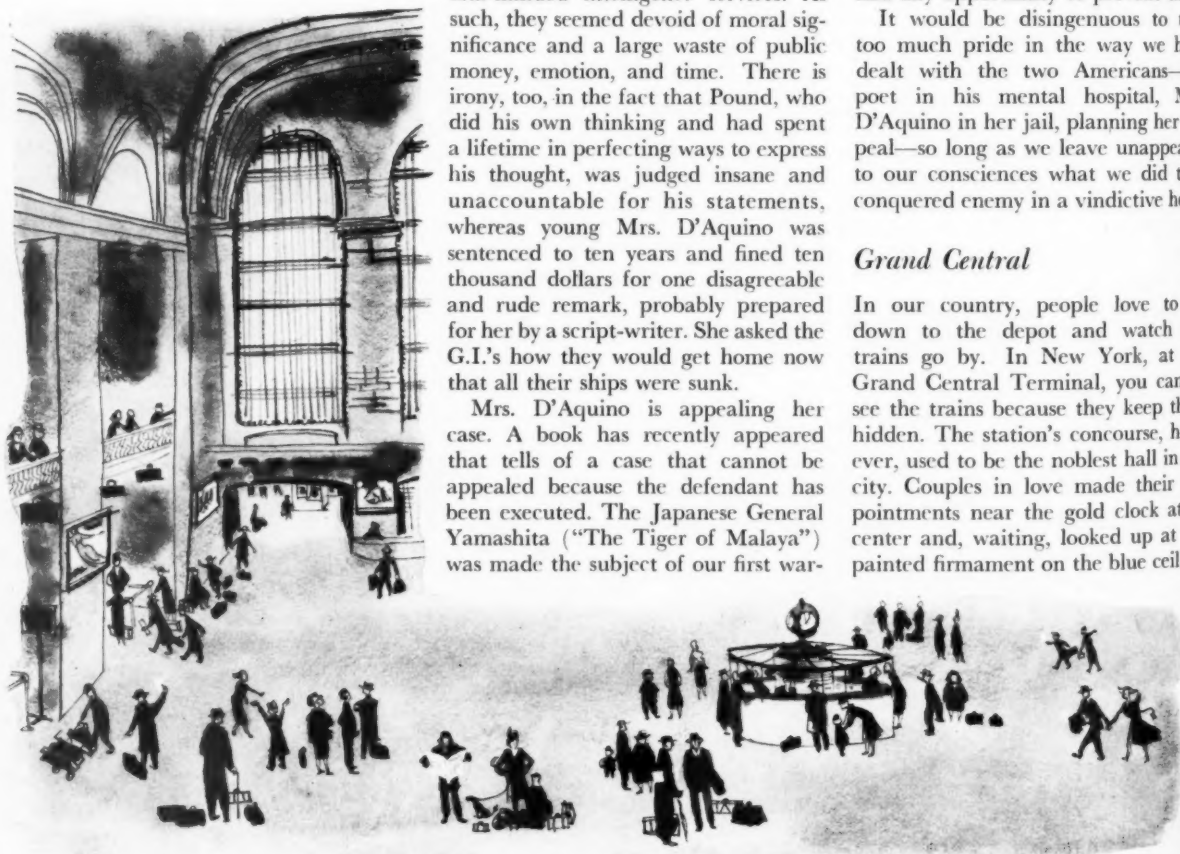 such, they seemed devoid of moral sig-
nificance and a large waste of public
money, emotion, and time. There is
irony, too, in the fact that Pound, who
did his own thinking and had spent
a lifetime in perfecting ways to express
his thought, was judged insane and
unaccountable for his statements,
whereas young Mrs. D'Aquino was
sentenced to ten years and fined ten
thousand dollars for one disagreeable
and rude remark, probably prepared
for her by a script-writer. She asked the
G.I.'s how they would get home now
that all their ships were sunk.
Mrs. D'Aquino is appealing her
case. A book has recently appeared
that tells of a case that cannot be
appealed because the defendant has
been executed. The Japanese General
Yamashita ("The Tiger of Malaya")
was made the subject of our first war-
It would be disingenuous to
too much pride in the way we
dealt with the two Americans—
poet in his mental hospital,
D'Aquino in her jail, planning her
peal—so long as we leave
to our consciences what we did
conquered enemy in a vindictive
Grand Central
In our country, people love to
down to the depot and watch
trains go by. In New York, at
Grand Central Terminal, you
see the trains because they keep
hidden. The station's concourse,
ever, used to be the noblest hall in
city. Couples in love made their
pointments near the gold clock
center and, waiting, looked up at
painted firmament on the blue